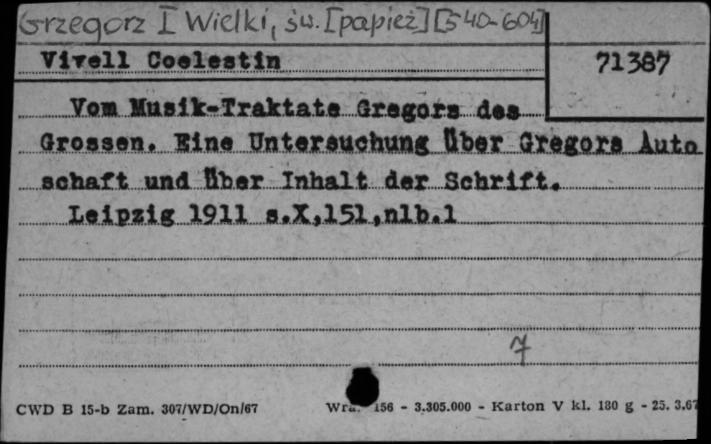 Grzegorz I Wielki, św. [papież] [540-604]
Vivell Coelestin
71387
Vom Musik-Traktate Gregors des
Grossen. Eine Untersuchung über Gregors Auto
schaft und über Inhalt der Schrift.
Leipzig 1911 s.X,151,nlb.1
7
CWD B 15-b Zam. 307/WD/On/67 156 - 3.305.000 - Karton V kl. 180 g - 25. 3.67